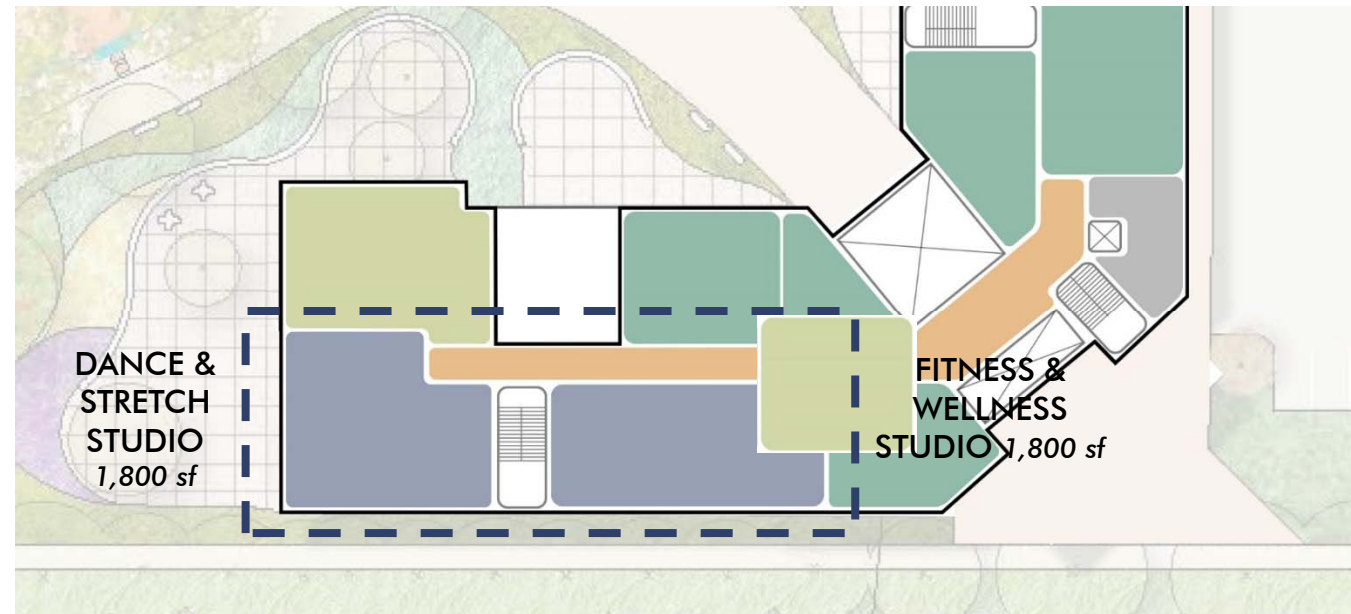 DANCE &
STRETCH
STUDIO
1,800 sf
FITNESS &
WELLNESS
STUDIO 1,800 sf